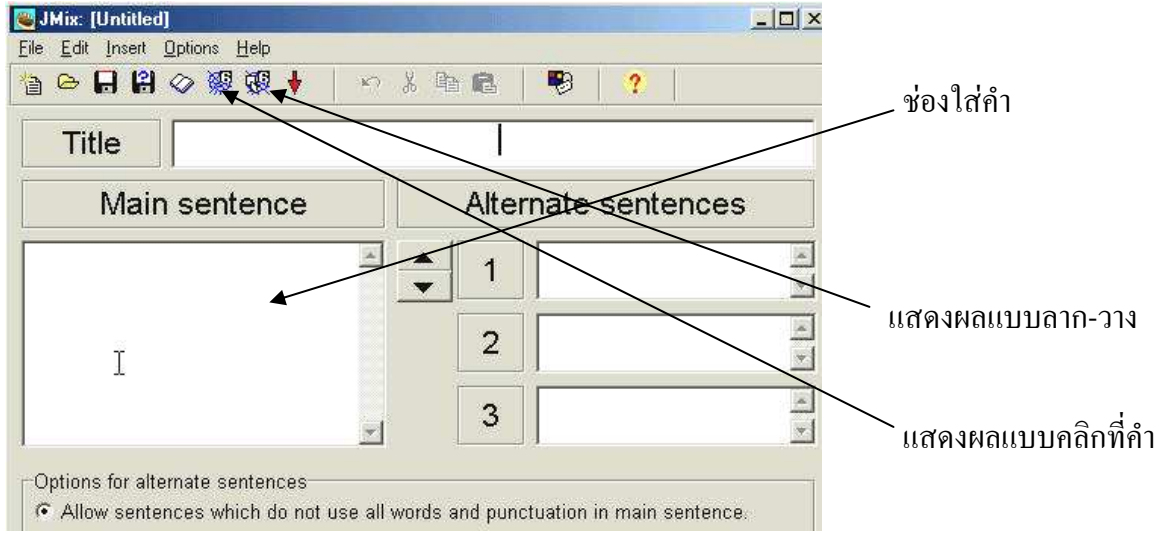 JMix: [Untitled]
File Edit Insert Options Help
ช่องใส่คำ
Title
Main sentence
Alternate sentences
1
แสดงผลแบบลาก-วาง
2
3
แสดงผลแบบคลิกที่คำ
Options for alternate sentences
Allow sentences which do not use all words and punctuation in main sentence.